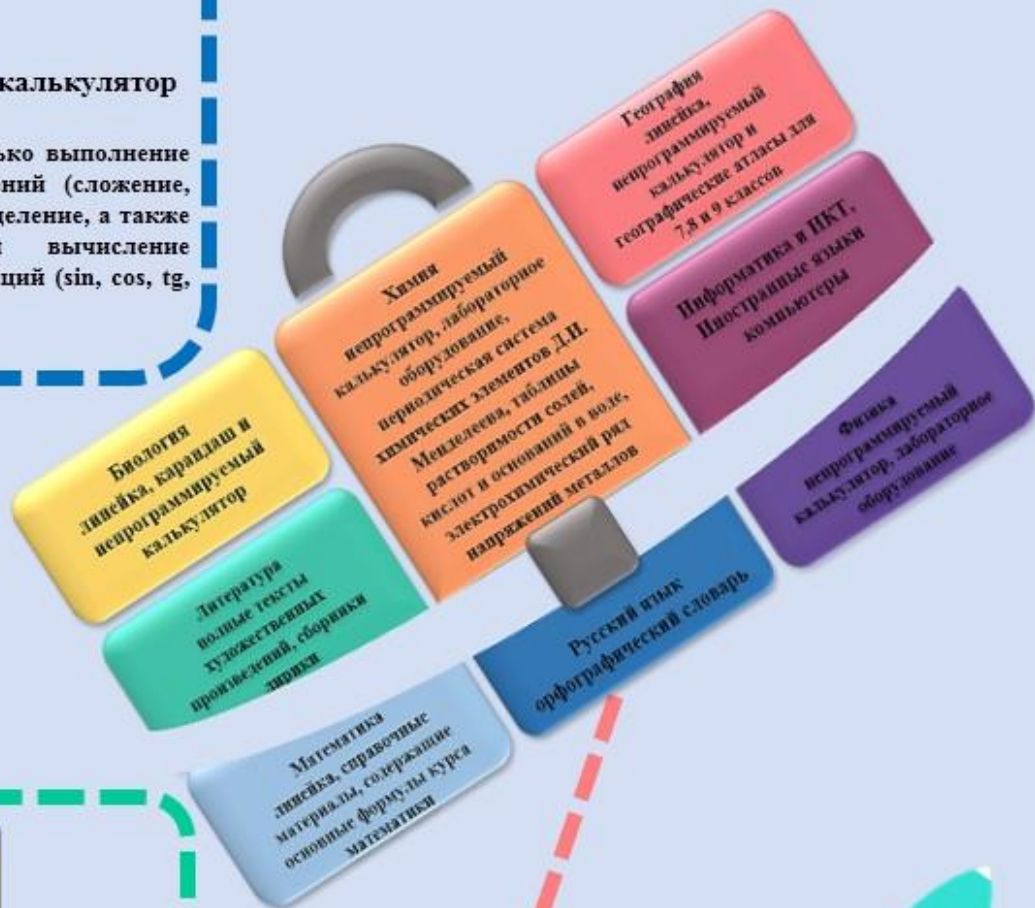 калькулятор
ько выполнение
ний (сложение,
деление, а также
вычисление
ций (sin, cos, tg,
География
линейка,
непрограммируемый
калькулятор и
географические атласы для
7,8 и 9 классов
Химия
непрограммируемый
калькулятор, лабораторное
оборудование,
периодическая система
химических элементов Д.И.
Менделеева, таблицы
растворимости солей,
кислот и оснований в воде,
электрохимический ряд
напряжений металлов
Информатика и ИКТ,
Иностранные языки
компьютеры
Биология
линейка, карандаш и
непрограммируемый
калькулятор
Физика
непрограммируемый
калькулятор, лабораторное
оборудование
Литература
полные тексты
художественных
произведений, сборники
лирики
Русский язык
орфографический словарь
Математика
линейка, справочные
материалы, содержащие
основные формулы курса
математики